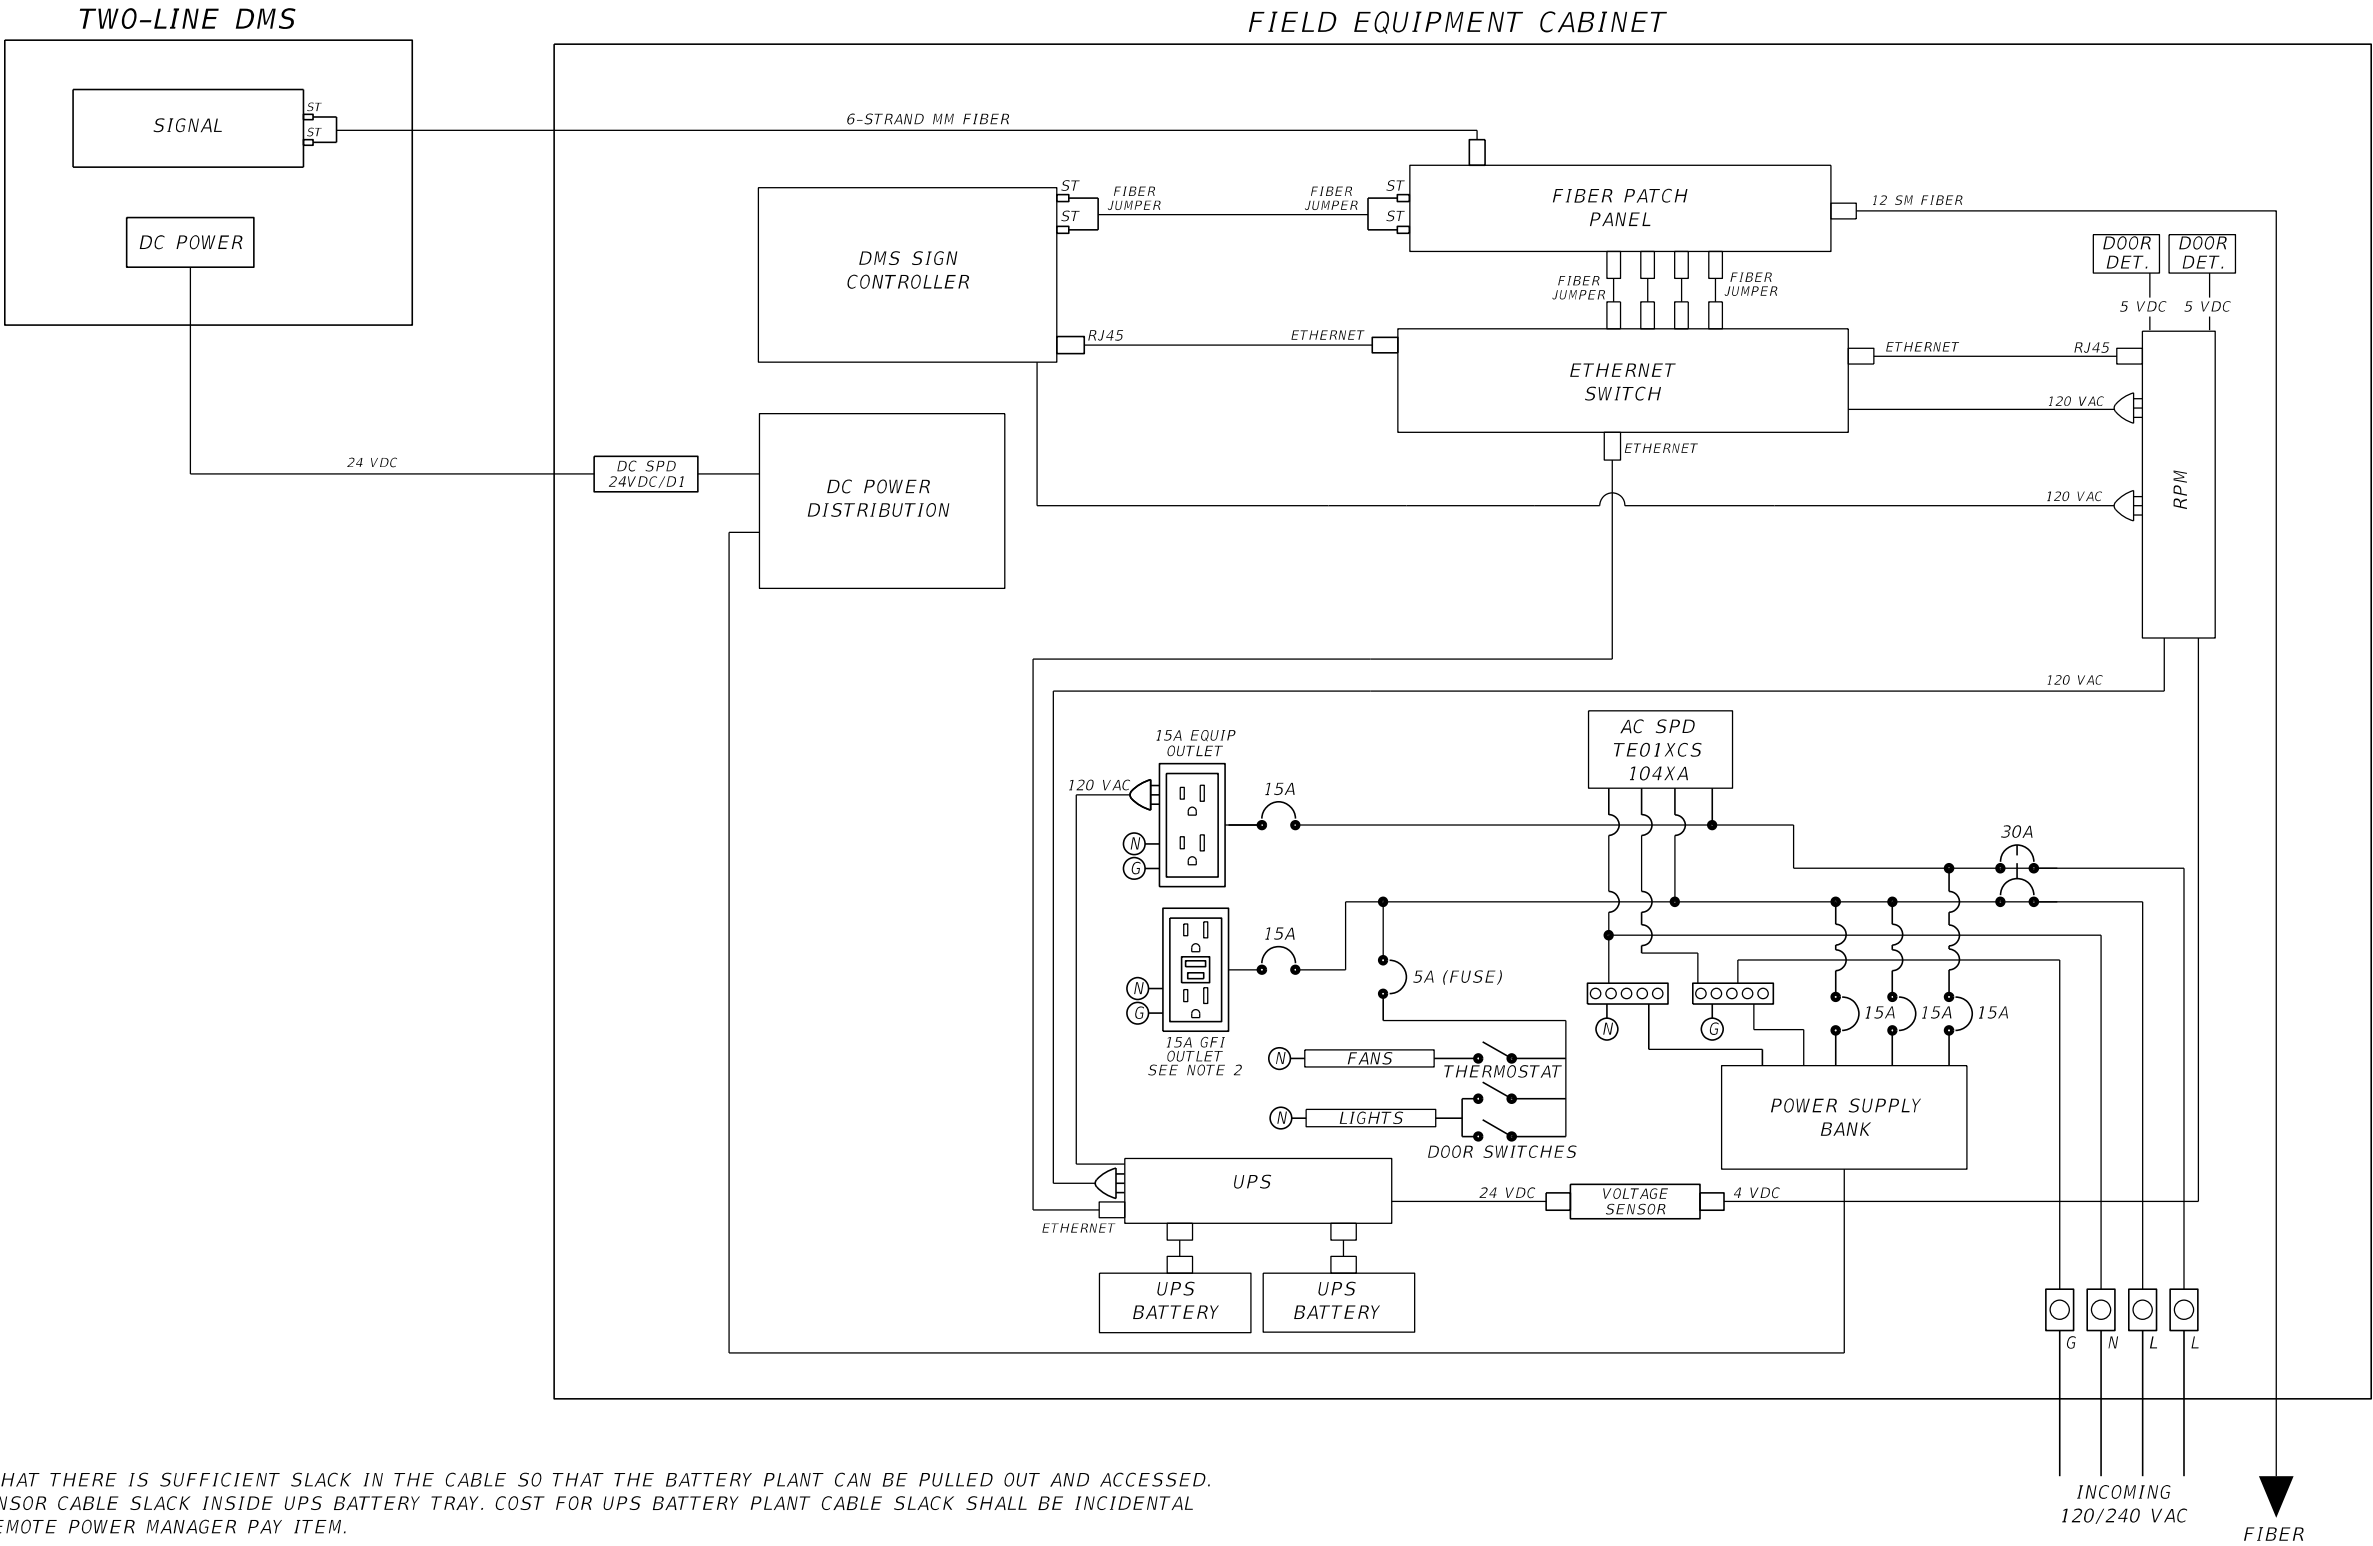 TWO-LINE DMS
FIELD EQUIPMENT CABINET
SIGNAL
ST
ST
DC POWER
6-STRAND MM FIBER
24 VDC
DC SPD
24VDC/D1
DMS SIGN
CONTROLLER
ST
ST
FIBER
JUMPER
FIBER
JUMPER
ST
ST
FIBER PATCH
PANEL
12 SM FIBER
DOOR
DET.
DOOR
DET.
5 VDC
5 VDC
FIBER
JUMPER
FIBER
JUMPER
RJ45
ETHERNET
ETHERNET
SWITCH
ETHERNET
RJ45
120 VAC
ETHERNET
120 VAC
RPM
DC POWER
DISTRIBUTION
120 VAC
15A EQUIP
OUTLET
120 VAC
N
G
15A
AC SPD
TE01XCS
104XA
30A
15A
N
G
15A GFI
OUTLET
SEE NOTE 2
5A (FUSE)
N
G
15A
15A
15A
N
FANS
THERMOSTAT
N
LIGHTS
DOOR SWITCHES
POWER SUPPLY
BANK
UPS
ETHERNET
24 VDC
VOLTAGE
SENSOR
4 VDC
UPS
BATTERY
UPS
BATTERY
G
N
L
L
INCOMING
120/240 VAC
FIBER
HAT THERE IS SUFFICIENT SLACK IN THE CABLE SO THAT THE BATTERY PLANT CAN BE PULLED OUT AND ACCESSED.
NSOR CABLE SLACK INSIDE UPS BATTERY TRAY. COST FOR UPS BATTERY PLANT CABLE SLACK SHALL BE INCIDENTAL
EMOTE POWER MANAGER PAY ITEM.